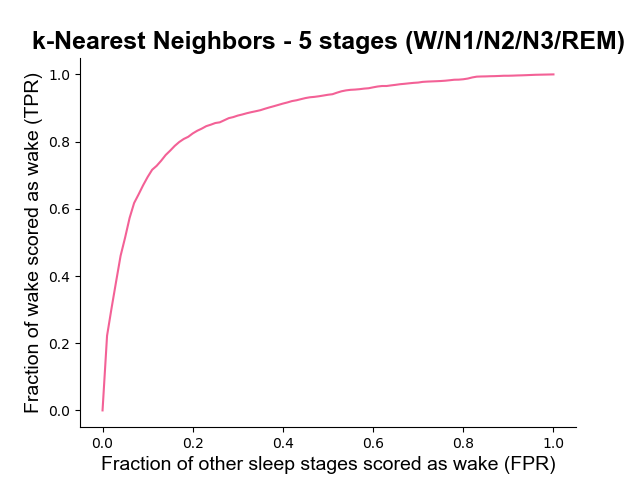 k-Nearest Neighbors - 5 stages (W/N1/N2/N3/REM)
Fraction of wake scored as wake (TPR)
1.0
0.8
0.6
0.4
0.2
0.0
0.0 0.2 0.4 0.6 0.8 1.0
Fraction of other sleep stages scored as wake (FPR)